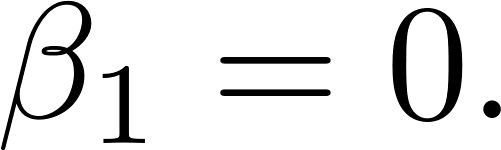 β₁ = 0.